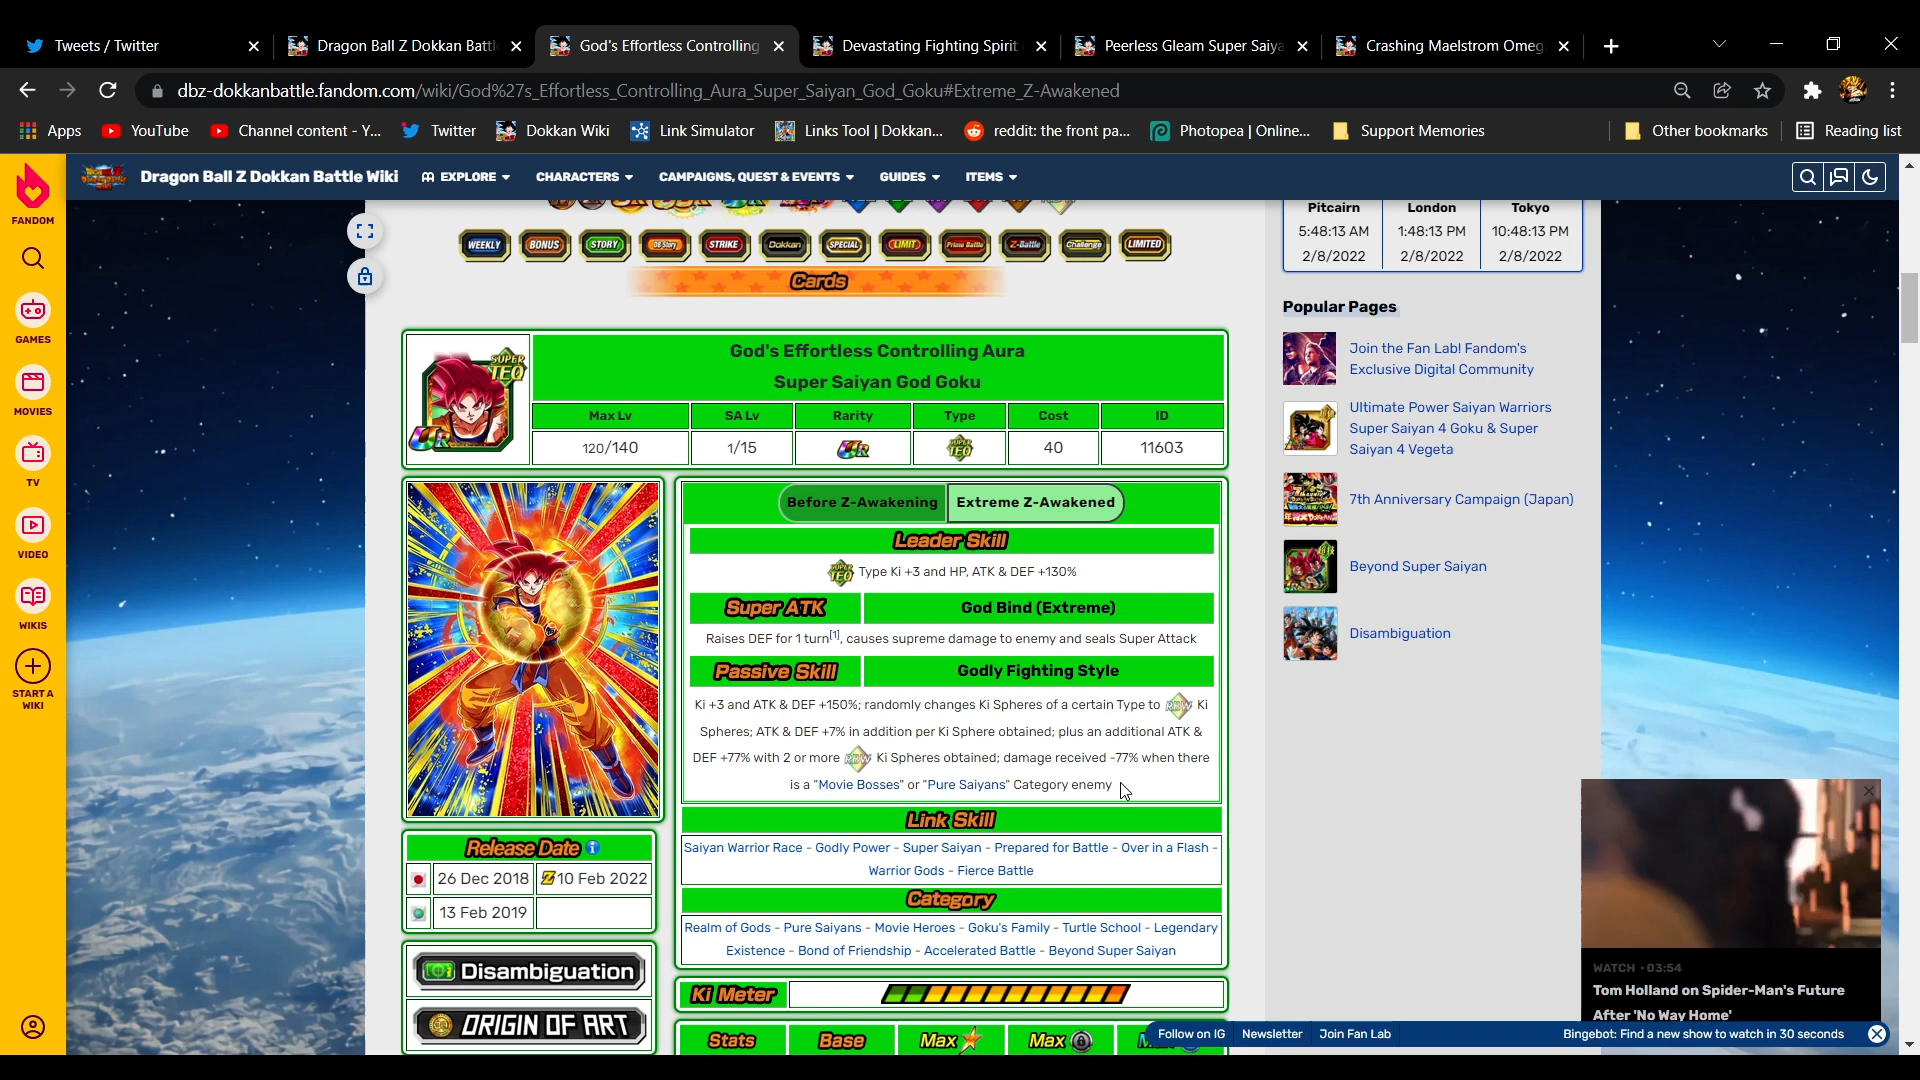 Tweets / Twitter
Dragon Ball Z Dokkan Battl
God's Effortless Controlling
Devastating Fighting Spirit
Peerless Gleam Super Saiya
Crashing Maelstrom Omeg
dbz-dokkanbattle.fandom.com/wiki/God%27s_Effortless_Controlling_Aura_Super_Saiyan_God_Goku#Extreme_Z-Awakened
Apps
YouTube
Channel content - Y...
Twitter
Dokkan Wiki
Link Simulator
Links Tool | Dokkan...
reddit: the front pa...
Photopea | Online...
Support Memories
Other bookmarks
Reading list
FANDOM
GAMES
MOVIES
TV
VIDEO
WIKIS
START A
WIKI
Dragon Ball Z Dokkan Battle Wiki
EXPLORE
CHARACTERS
CAMPAIGNS, QUEST & EVENTS
GUIDES
ITEMS
WEEKLY
BONUS
STORY
DB Story
STRIKE
Dokkan
SPECIAL
LIMIT
Prime Battle
Z-Battle
Challenge
LIMITED
Cards
SUPER
TEQ
UR
God's Effortless Controlling Aura
Super Saiyan God Goku
Max Lv
SA Lv
Rarity
Type
Cost
ID
120/140
1/15
UR
SUPER TEQ
40
11603
Before Z-Awakening
Extreme Z-Awakened
Leader Skill
SUPER TEQ Type Ki +3 and HP, ATK & DEF +130%
Super ATK
God Bind (Extreme)
Raises DEF for 1 turn[1], causes supreme damage to enemy and seals Super Attack
Passive Skill
Godly Fighting Style
Ki +3 and ATK & DEF +150%; randomly changes Ki Spheres of a certain Type to RBW Ki
Spheres; ATK & DEF +7% in addition per Ki Sphere obtained; plus an additional ATK &
DEF +77% with 2 or more RBW Ki Spheres obtained; damage received -77% when there
is a "Movie Bosses" or "Pure Saiyans" Category enemy
Link Skill
Saiyan Warrior Race - Godly Power - Super Saiyan - Prepared for Battle - Over in a Flash -
Warrior Gods - Fierce Battle
Category
Realm of Gods - Pure Saiyans - Movie Heroes - Goku's Family - Turtle School - Legendary
Existence - Bond of Friendship - Accelerated Battle - Beyond Super Saiyan
Ki Meter
Stats
Base
Max
Max
Release Date
26 Dec 2018
Z 10 Feb 2022
13 Feb 2019
Disambiguation
ORIGIN OF ART
Pitcairn
London
Tokyo
5:48:13 AM
1:48:13 PM
10:48:13 PM
2/8/2022
2/8/2022
2/8/2022
Popular Pages
Join the Fan Lab! Fandom's
Exclusive Digital Community
Ultimate Power Saiyan Warriors
Super Saiyan 4 Goku & Super
Saiyan 4 Vegeta
7th Anniversary Campaign (Japan)
Beyond Super Saiyan
Disambiguation
WATCH • 03:54
Tom Holland on Spider-Man's Future
After 'No Way Home'
Follow on IG
Newsletter
Join Fan Lab
Bingebot: Find a new show to watch in 30 seconds